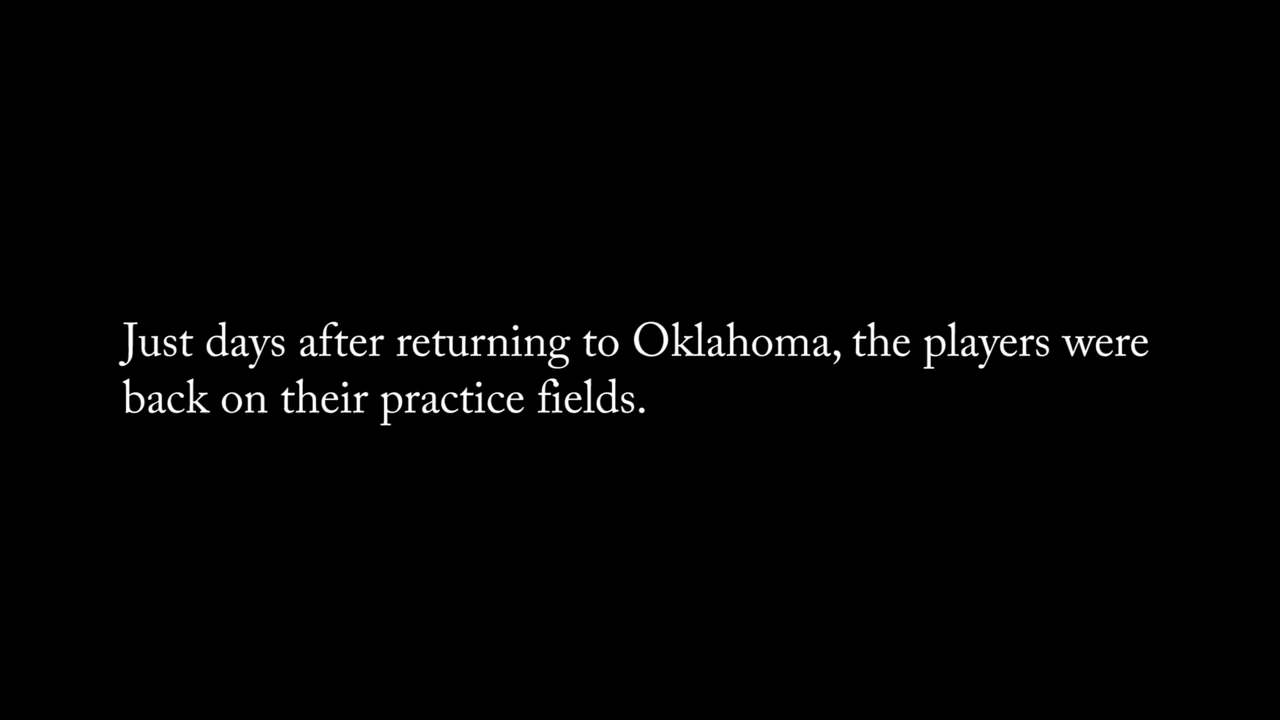 Just days after returning to Oklahoma, the players were
back on their practice fields.